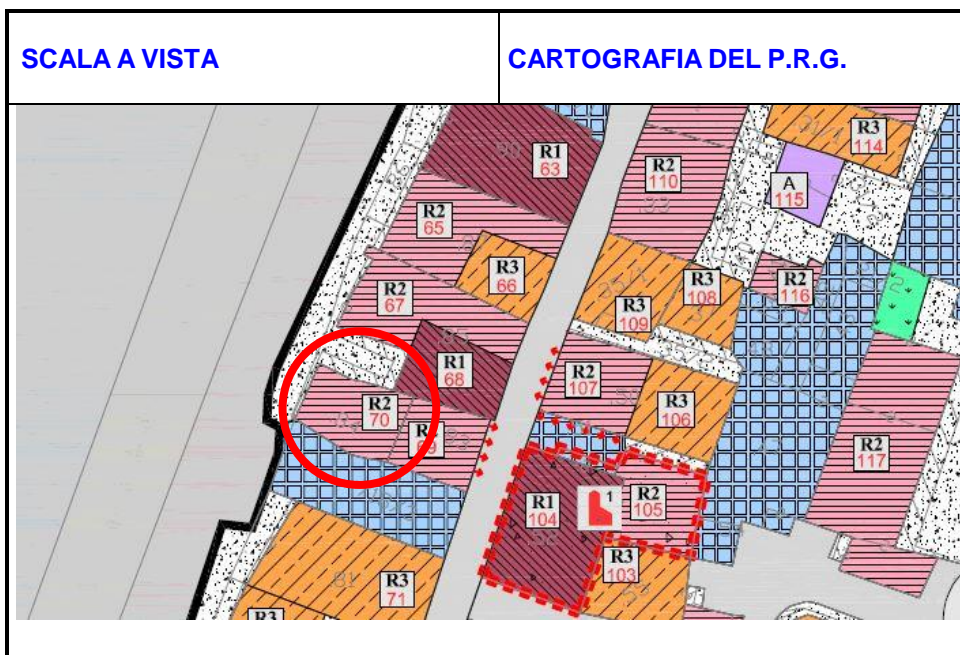 SCALA A VISTA
CARTOGRAFIA DEL P.R.G.
R1
63
R2
65
R3
66
R2
67
R1
68
R2
70
R2
110
R3
114
A
115
R2
116
R3
108
R3
109
R2
107
R3
106
R2
117
R1
104
1
R2
105
R3
103
R3
71
R3